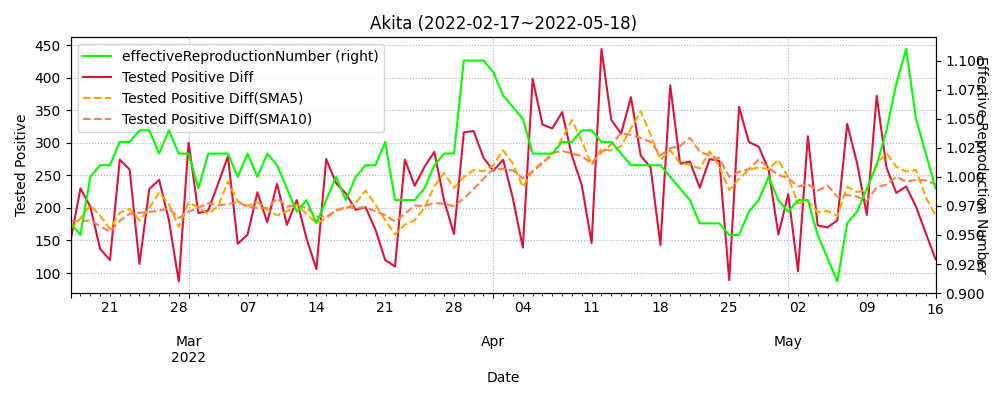 Akita (2022-02-17~2022-05-18)
effectiveReproductionNumber (right)
Tested Positive Diff
Tested Positive Diff(SMA5)
Tested Positive Diff(SMA10)
Tested Positive
450
400
350
300
250
200
150
100
1.100
1.075
1.050
1.025
1.000
0.975
0.950
0.925
0.900
Effective Reproduction Number
21 28 07 14 21 28 04 11 18 25 02 09 16
Mar Apr May
2022
Date